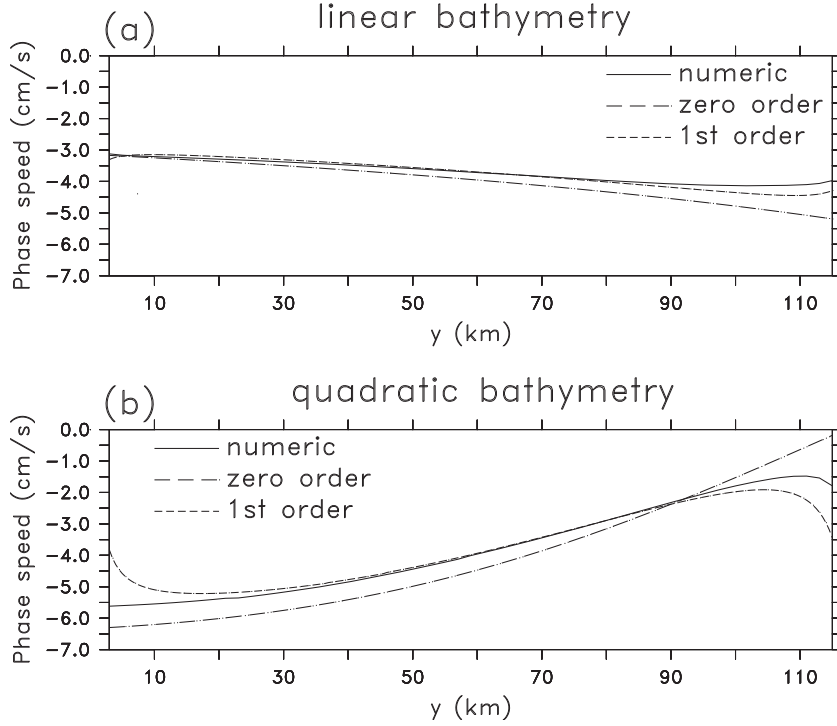 (a) linear bathymetry
Phase speed (cm/s)
0.0
-1.0
-2.0
-3.0
-4.0
-5.0
-6.0
-7.0
numeric
zero order
1st order
10 30 50 70 90 110
y (km)
(b) quadratic bathymetry
Phase speed (cm/s)
0.0
-1.0
-2.0
-3.0
-4.0
-5.0
-6.0
-7.0
numeric
zero order
1st order
10 30 50 70 90 110
y (km)